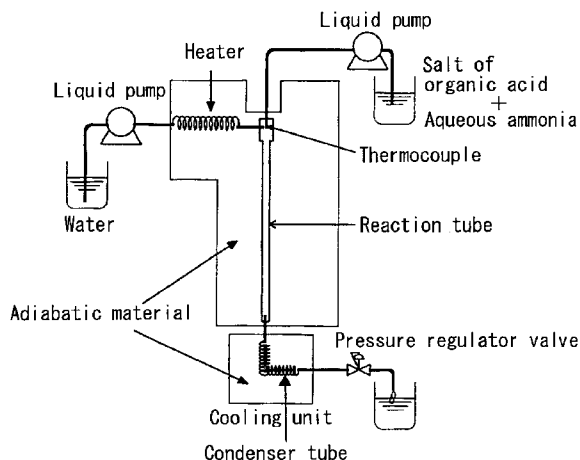 Liquid pump
Heater
Salt of
organic acid
+
Aqueous ammonia
Liquid pump
Thermocouple
Water
Reaction tube
Adiabatic material
Pressure regulator valve
Cooling unit
Condenser tube